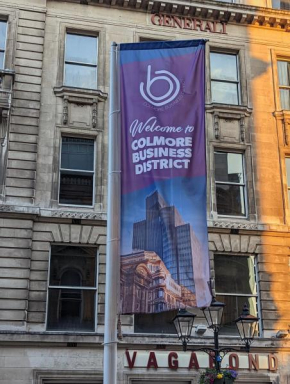 GENERALI
b
Welcome to
COLMORE
BUSINESS
DISTRICT
VAGABOND